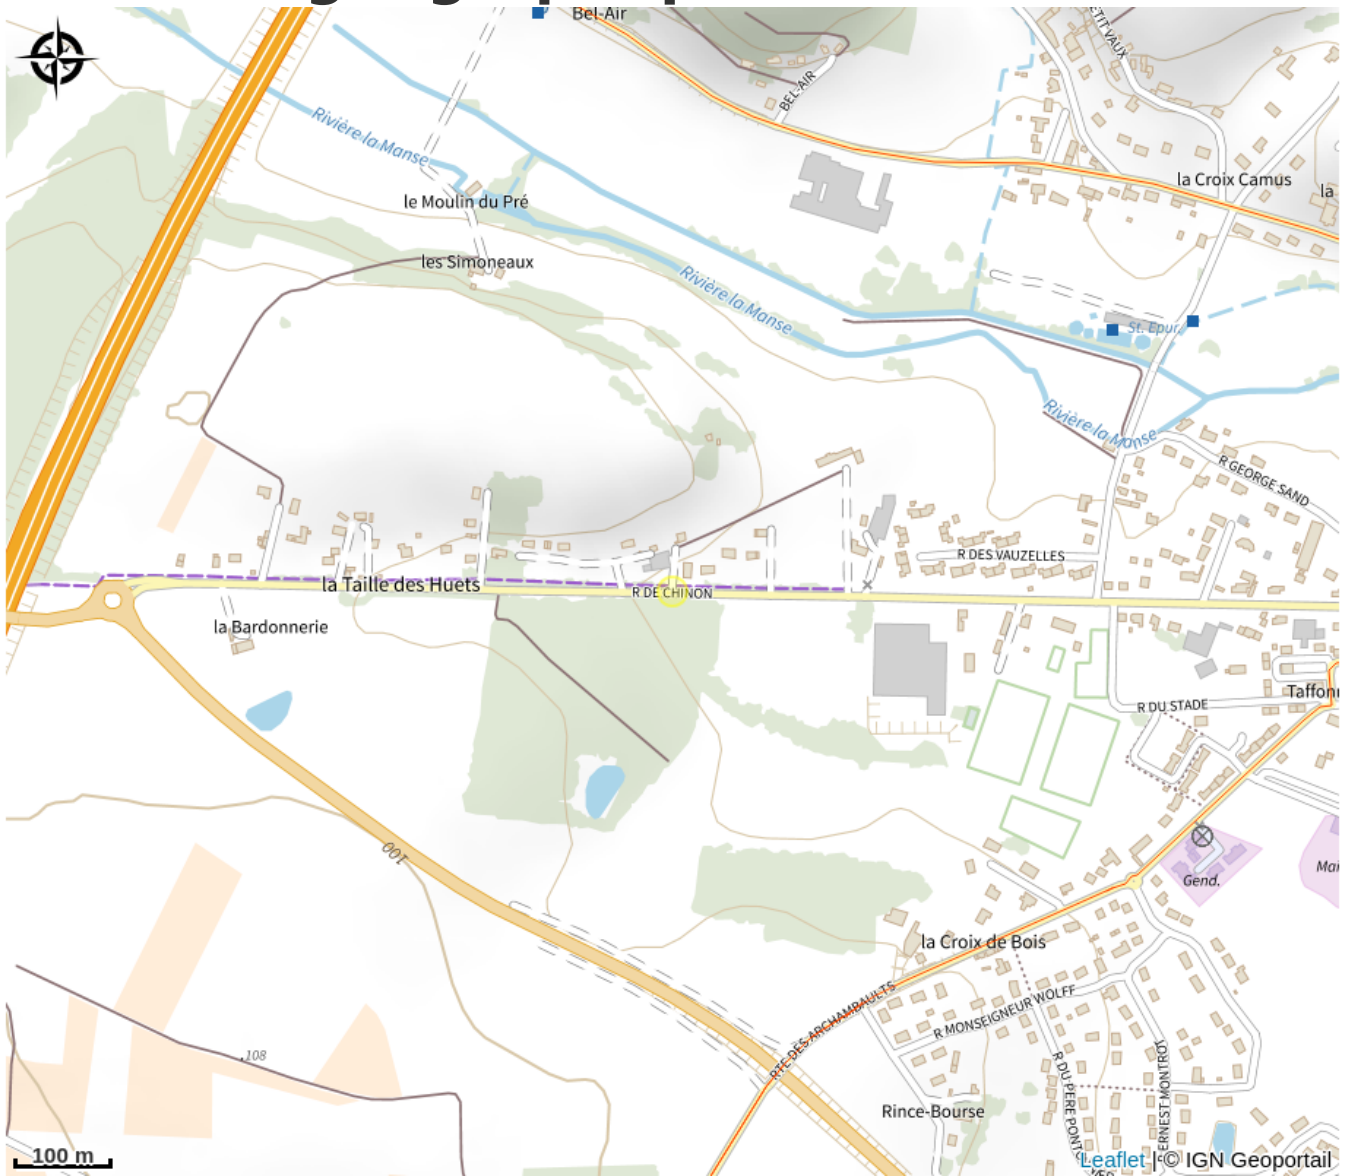 Bel-Air
BEL-AIR
Rivière la Manse
la Croix Camus
la
le Moulin du Pré
les Simoneaux
Rivière la Manse
St. Epur.
Rivière la Manse
R GEORGE SAND
R DES VAUZELLES
la Taille des Huets
R DE CHINON
la Bardonnerie
Taffon
R DU STADE
100
Gend.
Mai
la Croix de Bois
RTE DES ARCHAMBAULTS
R MONSEIGNEUR WOLFF
.108
R DU PERE PONT
ERNEST MONTROT
Rince-Bourse
100 m
Leaflet | © IGN Geoportail